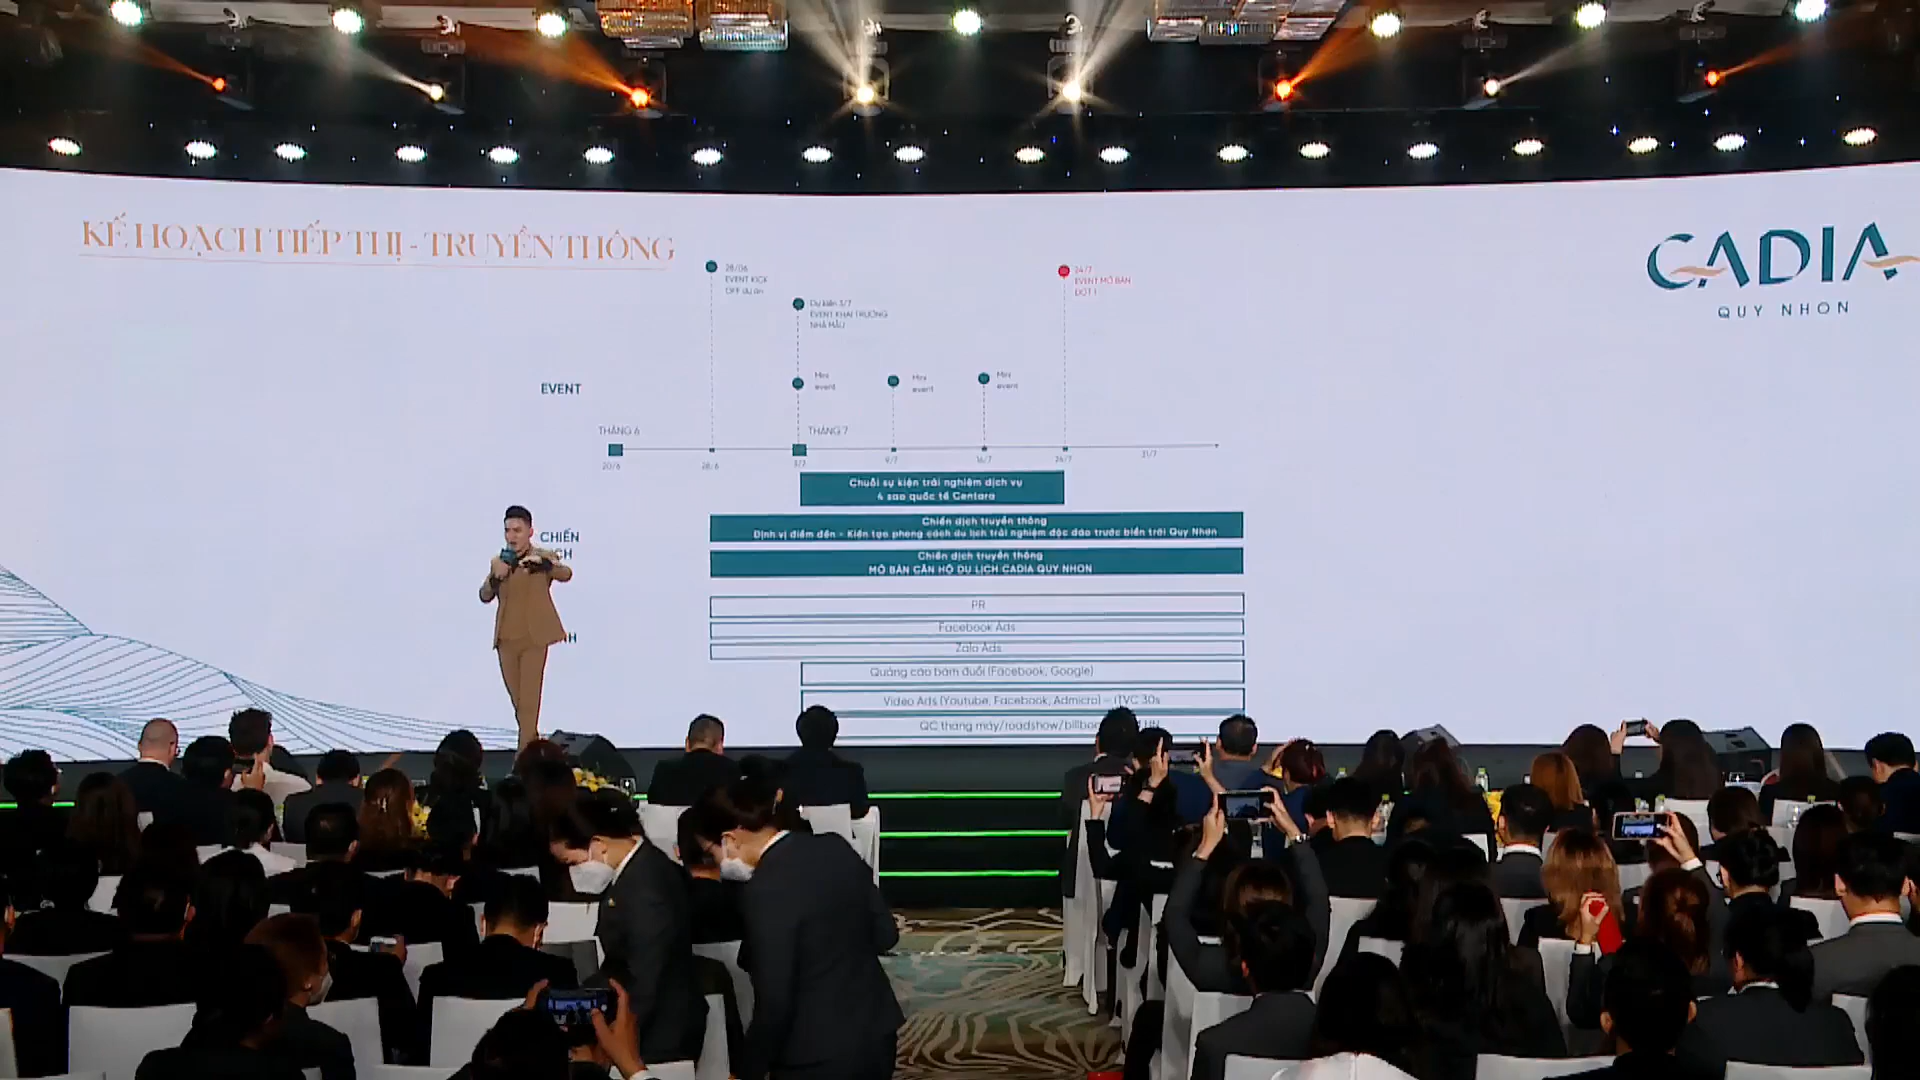 KẾ HOẠCH TIẾP THỊ - TRUYỀN THÔNG
CADIA
QUY NHON
28/06
EVENT KICK
OFF dự án
24/7
EVENT MỞ BÁN
ĐỢT 1
Dự kiến 3/7
EVENT KHAI TRƯƠNG
NHÀ MẪU
Mini
event
Mini
event
Mini
event
EVENT
THÁNG 6
THÁNG 7
20/6
28/6
3/7
9/7
16/7
24/7
31/7
Chuỗi sự kiện trải nghiệm dịch vụ
4 sao quốc tế Centara
Chiến dịch truyền thông
Định vị điểm đến - Kiến tạo phong cách du lịch trải nghiệm độc đáo trước biển trời Quy Nhơn
CHIẾN
Chiến dịch truyền thông
MỞ BÁN CĂN HỘ DU LỊCH CADIA QUY NHON
PR
Facebook Ads
Zalo Ads
Quảng cáo bám đuổi (Facebook, Google)
Video Ads (Youtube, Facebook, Admicro) – iTVC 30s
QC thang máy/roadshow/